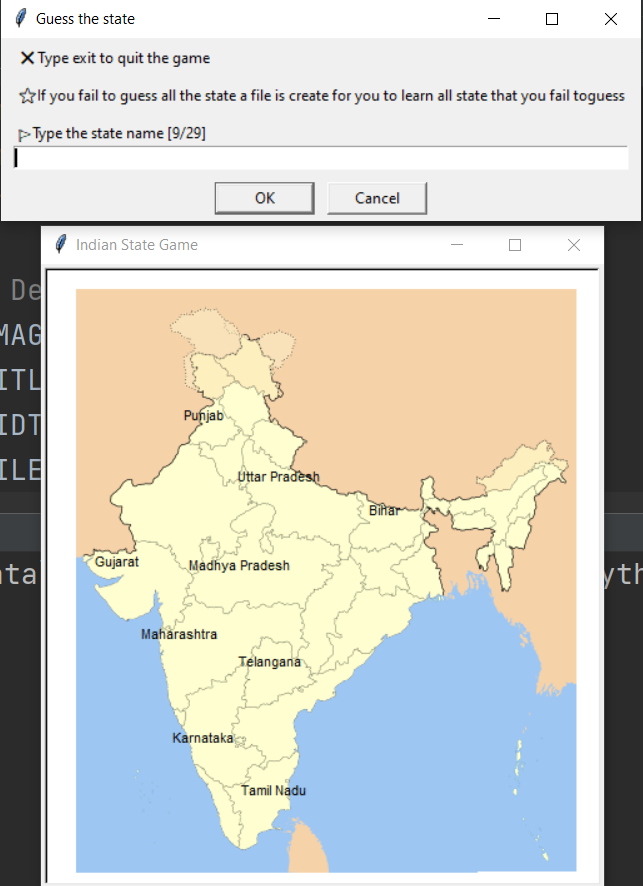 Guess the state
Type exit to quit the game
If you fail to guess all the state a file is create for you to learn all state that you fail toguess
Type the state name [9/29]
OK Cancel
Indian State Game
De
MAG
ITL
IDT
ILE
ata
yth
Punjab
Uttar Pradesh
Bihar
Gujarat
Madhya Pradesh
Maharashtra
Telangana
Karnataka
Tamil Nadu